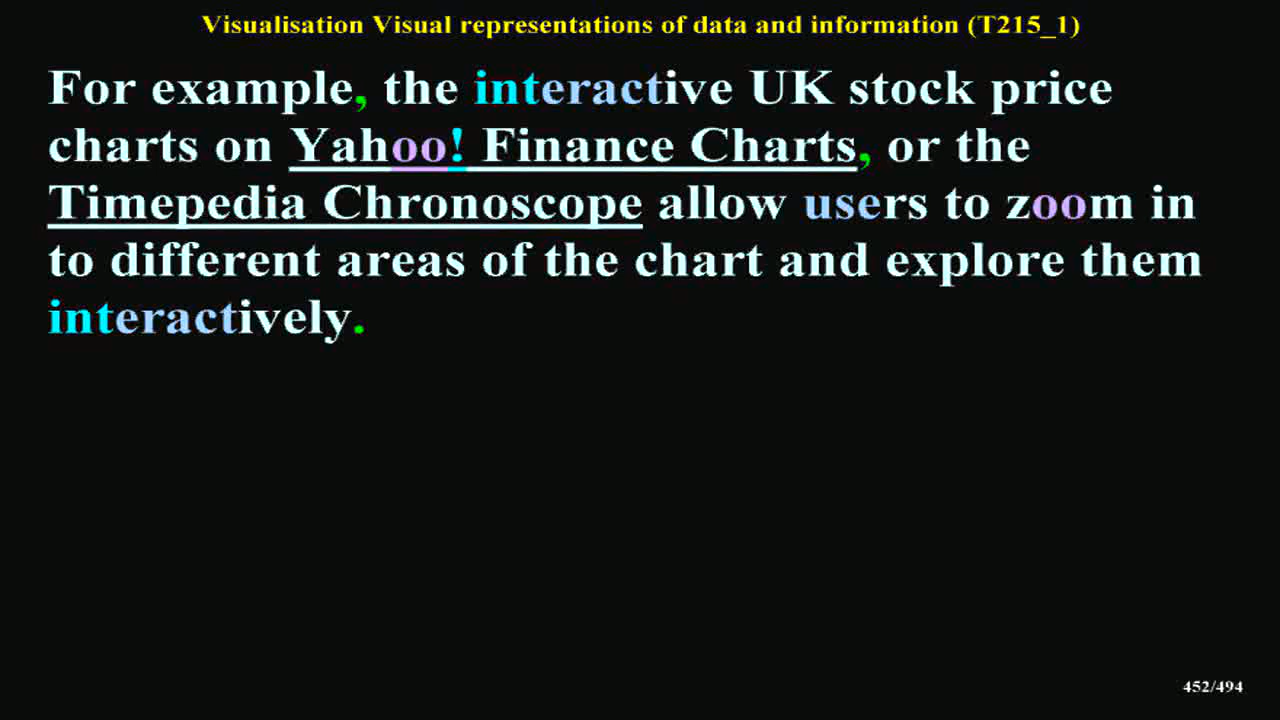 Visualisation Visual representations of data and information (T215_1)
For example, the interactive UK stock price
charts on Yahoo! Finance Charts, or the
Timepedia Chronoscope allow users to zoom in
to different areas of the chart and explore them
interactively.
452/494